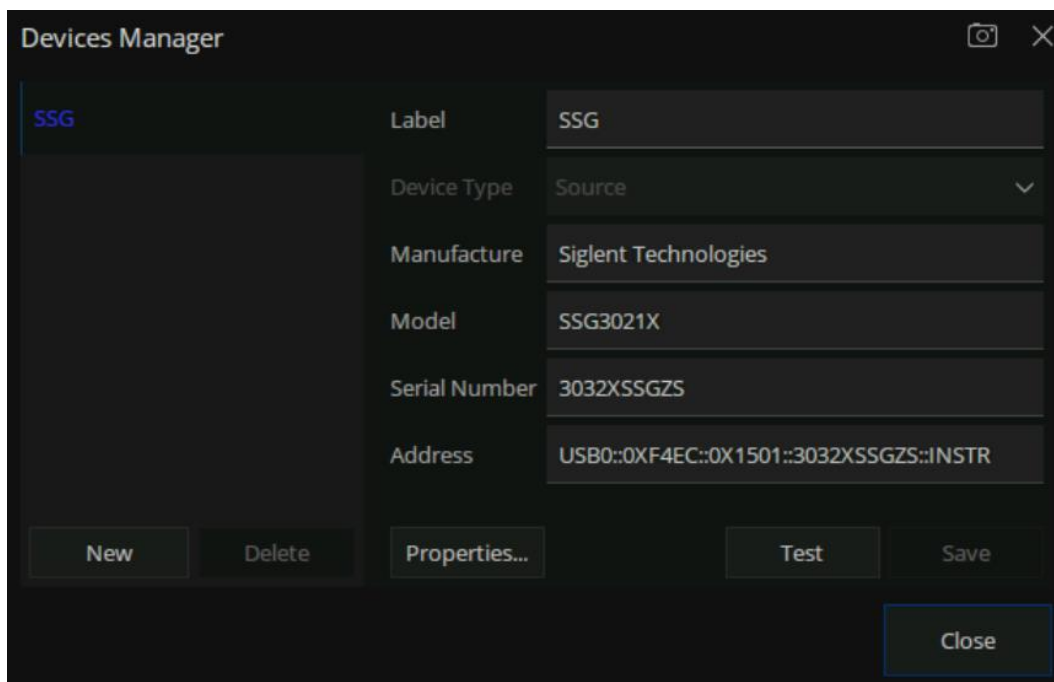 Devices Manager
SSG
Label SSG
Device Type Source
Manufacture Siglent Technologies
Model SSG3021X
Serial Number 3032XSSGZS
Address USB0::0XF4EC::0X1501::3032XSSGZS::INSTR
New Delete Properties... Test Save
Close